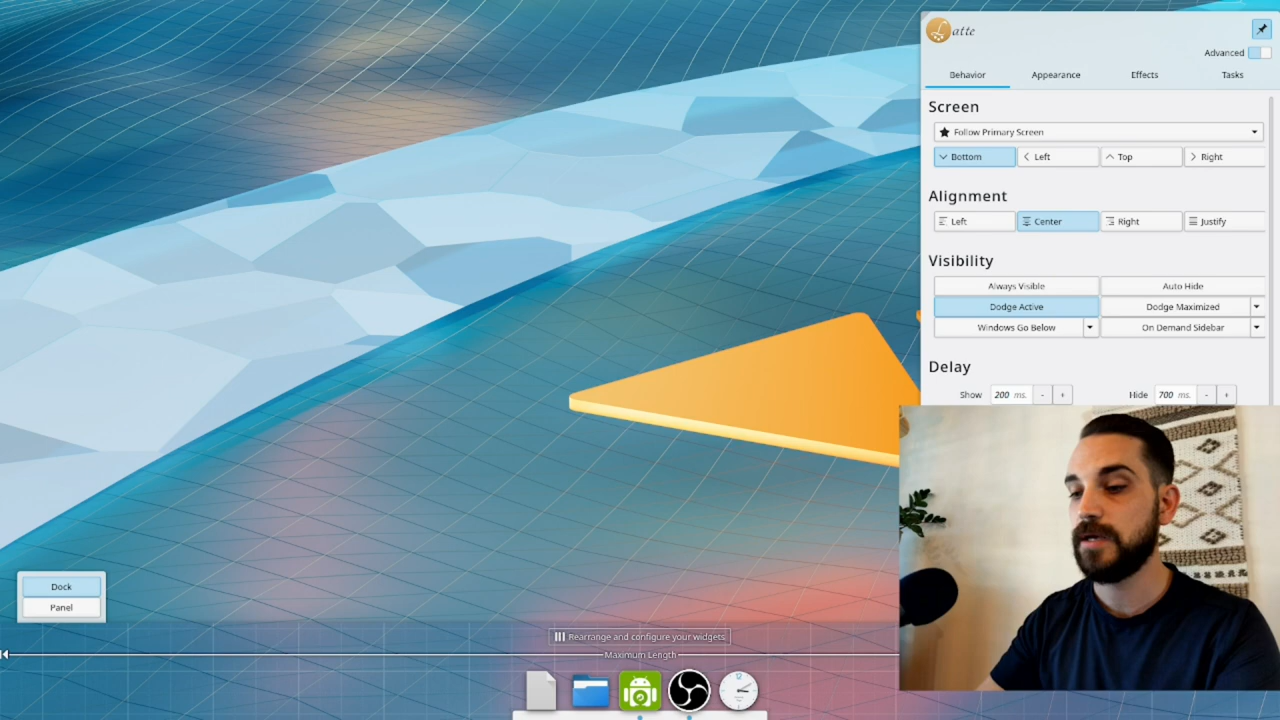 Latte
Advanced
Behavior Appearance Effects Tasks
Screen
Follow Primary Screen
Bottom Left Top Right
Alignment
Left Center Right Justify
Visibility
Always Visible Auto Hide
Dodge Active Dodge Maximized
Windows Go Below On Demand Sidebar
Delay
Show 200 ms. - + Hide 700 ms. - +
Dock
Panel
Rearrange and configure your widgets
Maximum Length